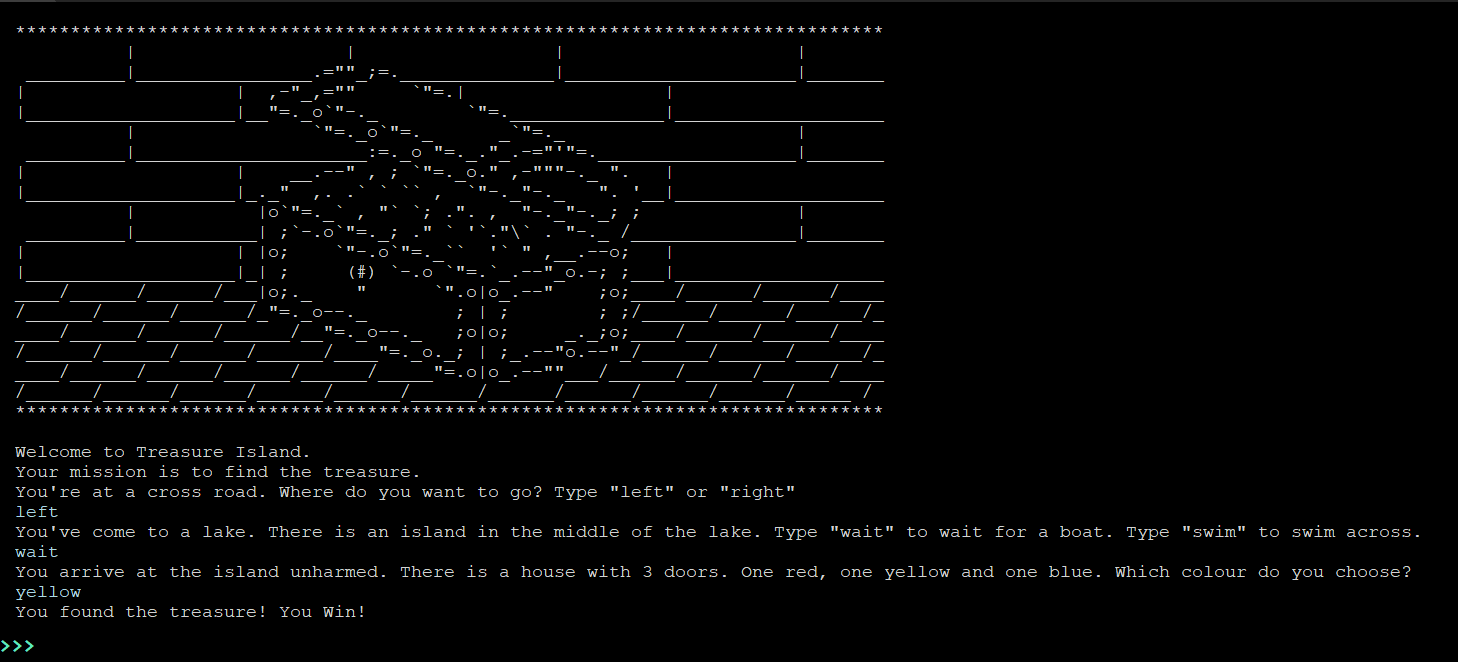 Welcome to Treasure Island.
Your mission is to find the treasure.
You're at a cross road. Where do you want to go? Type "left" or "right"
left
You've come to a lake. There is an island in the middle of the lake. Type "wait" to wait for a boat. Type "swim" to swim across.
wait
You arrive at the island unharmed. There is a house with 3 doors. One red, one yellow and one blue. Which colour do you choose?
yellow
You found the treasure! You Win!
>>>